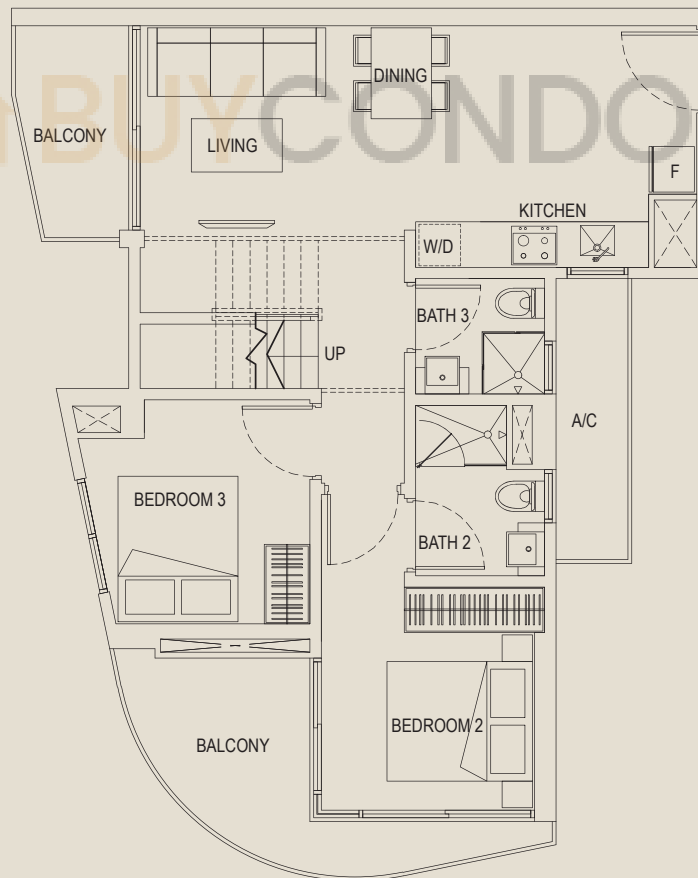 BUYCONDO
DINING
BALCONY
LIVING
F
KITCHEN
W/D
BATH 3
UP
A/C
BEDROOM 3
BATH 2
BEDROOM 2
BALCONY